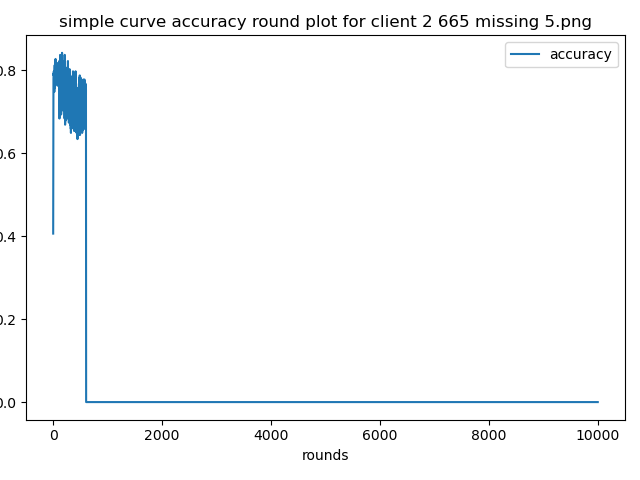 simple curve accuracy round plot for client 2 665 missing 5.png
accuracy
0.8
0.6
0.4
0.2
0.0
0 2000 4000 6000 8000 10000
rounds